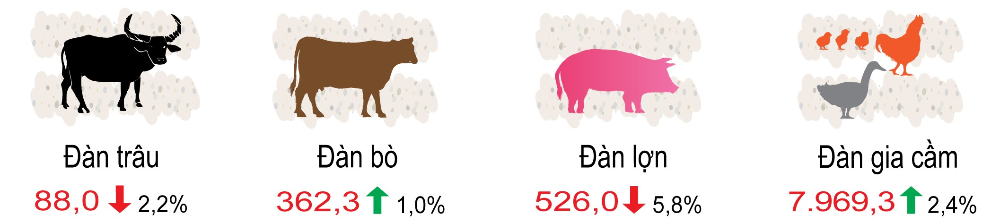 Đàn trâu
88,0 2,2%
Đàn bò
362,3 1,0%
Đàn lợn
526,0 5,8%
Đàn gia cầm
7.969,3 2,4%